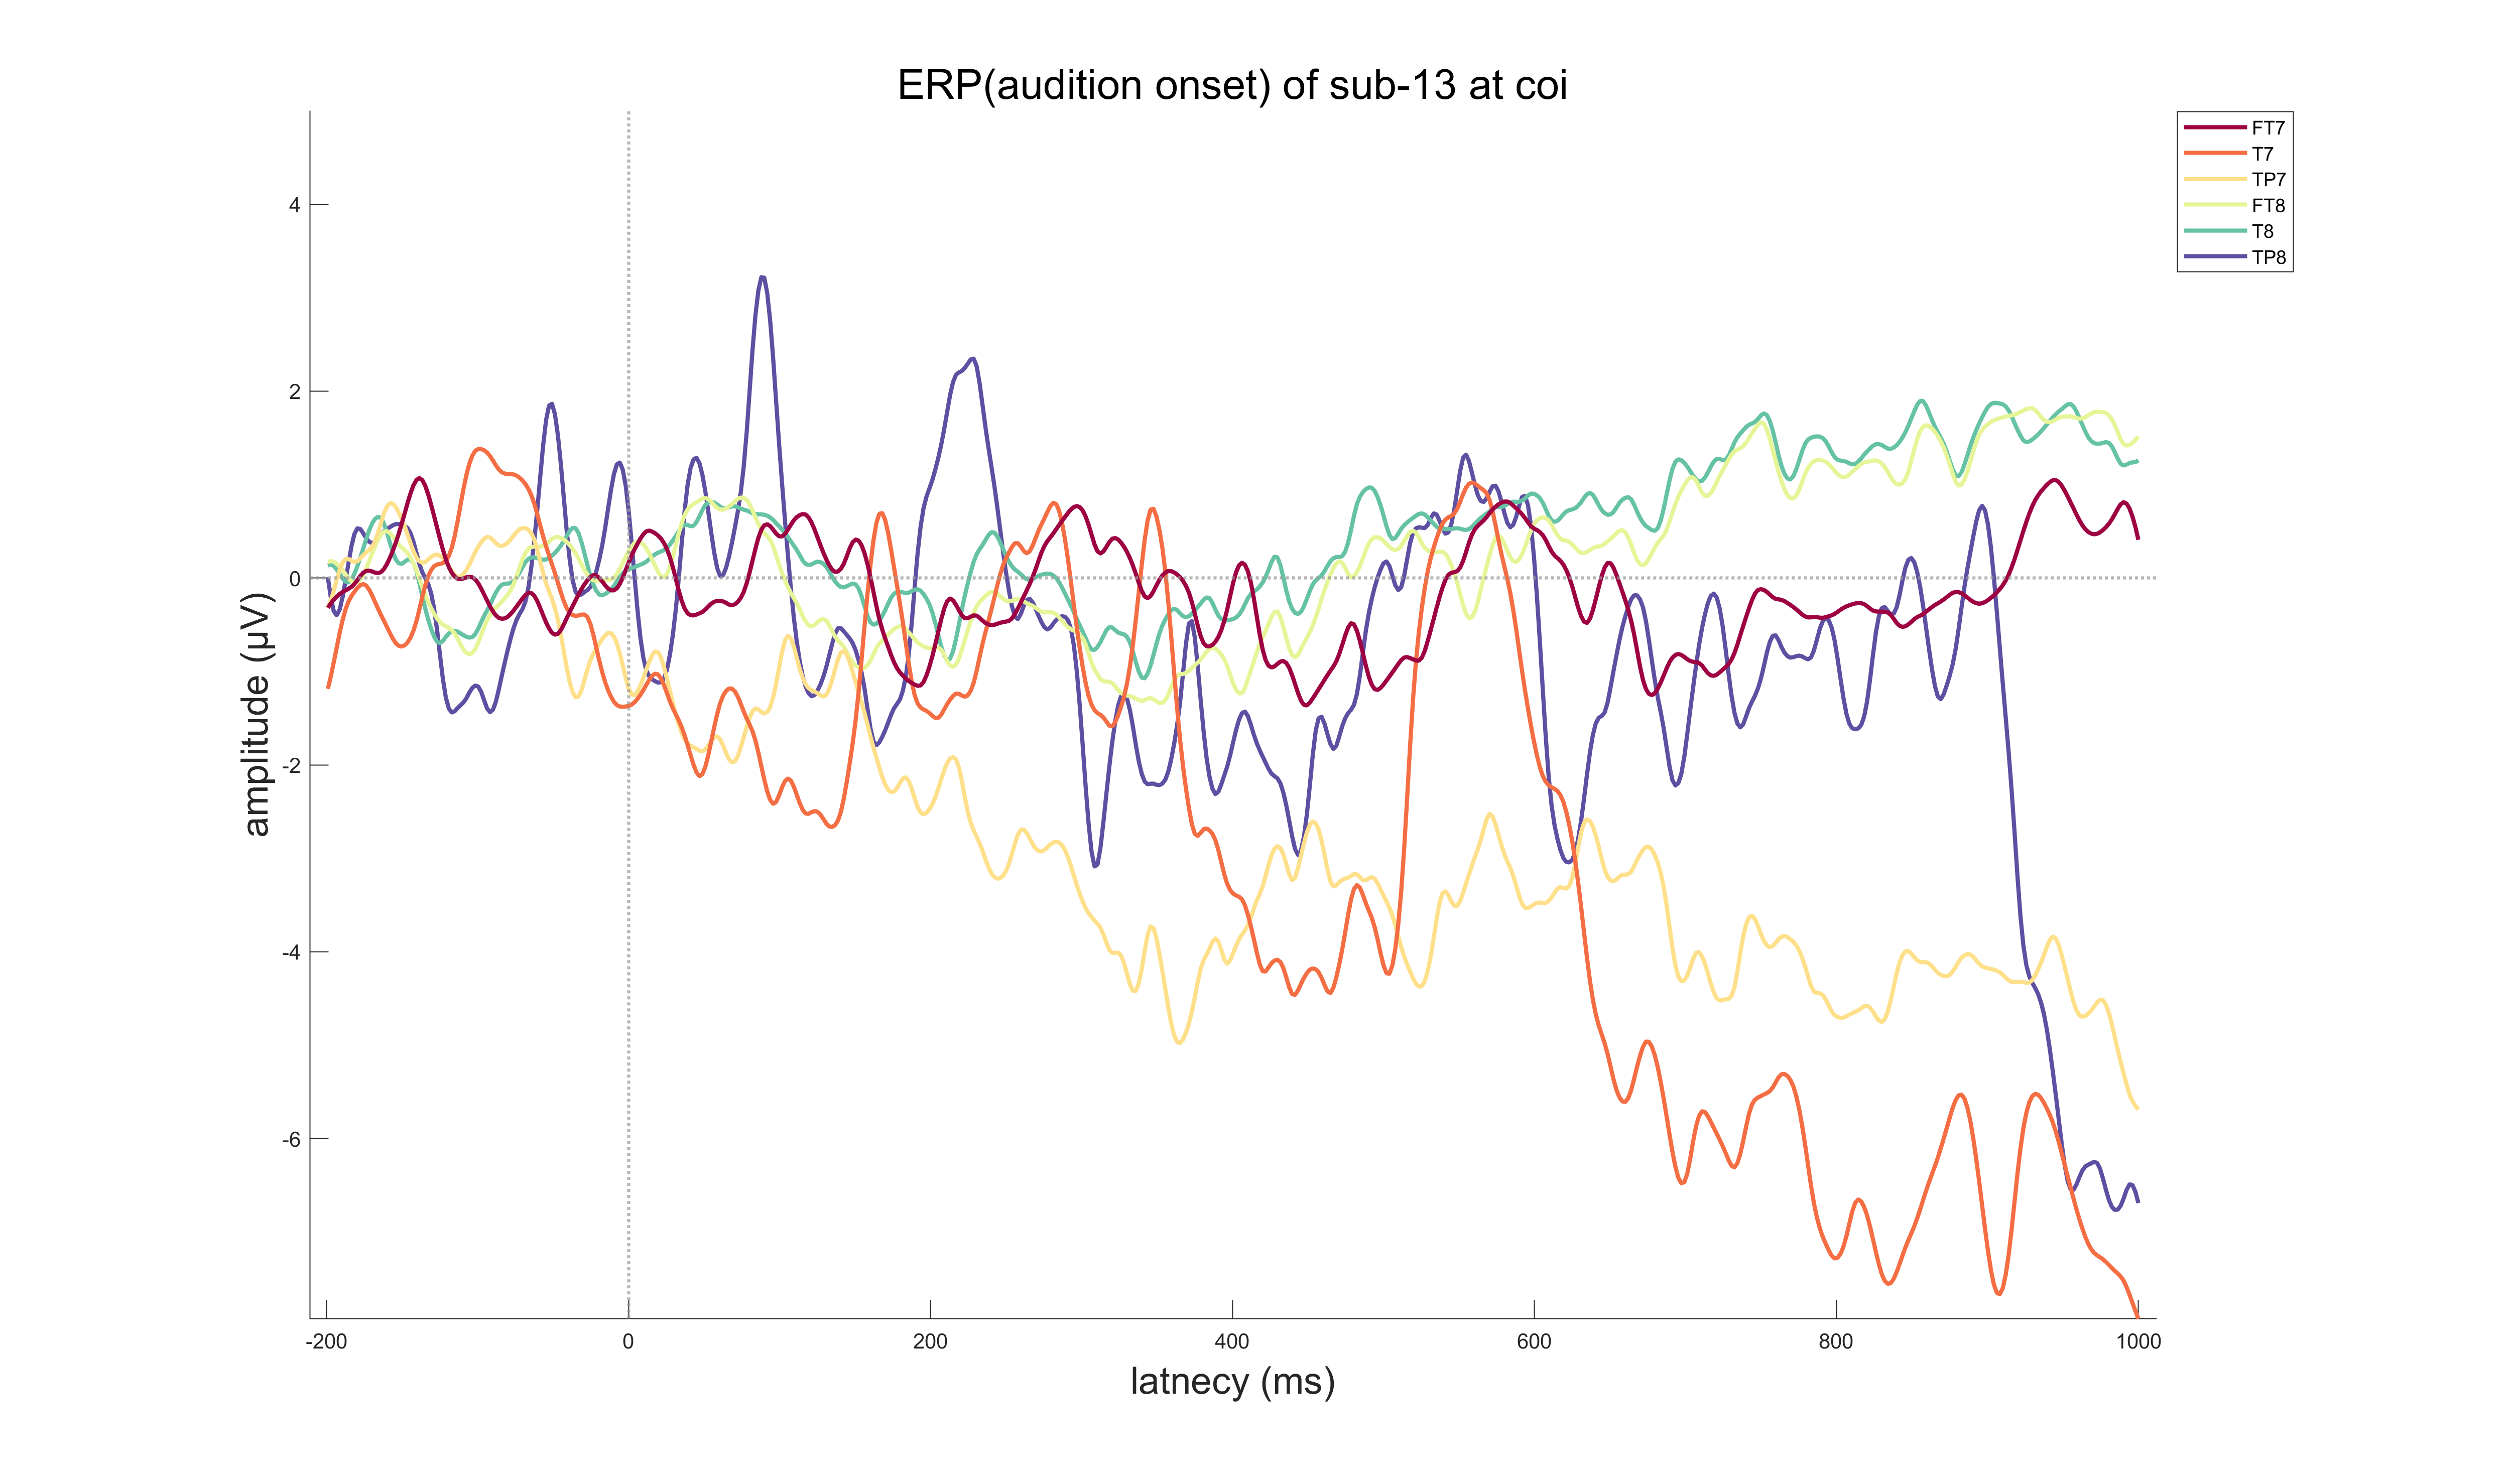 ERP(audition onset) of sub-13 at coi
FT7
T7
TP7
FT8
T8
TP8
4
2
0
-2
-4
-6
amplitude (µV)
-200 0 200 400 600 800 1000
latnecy (ms)